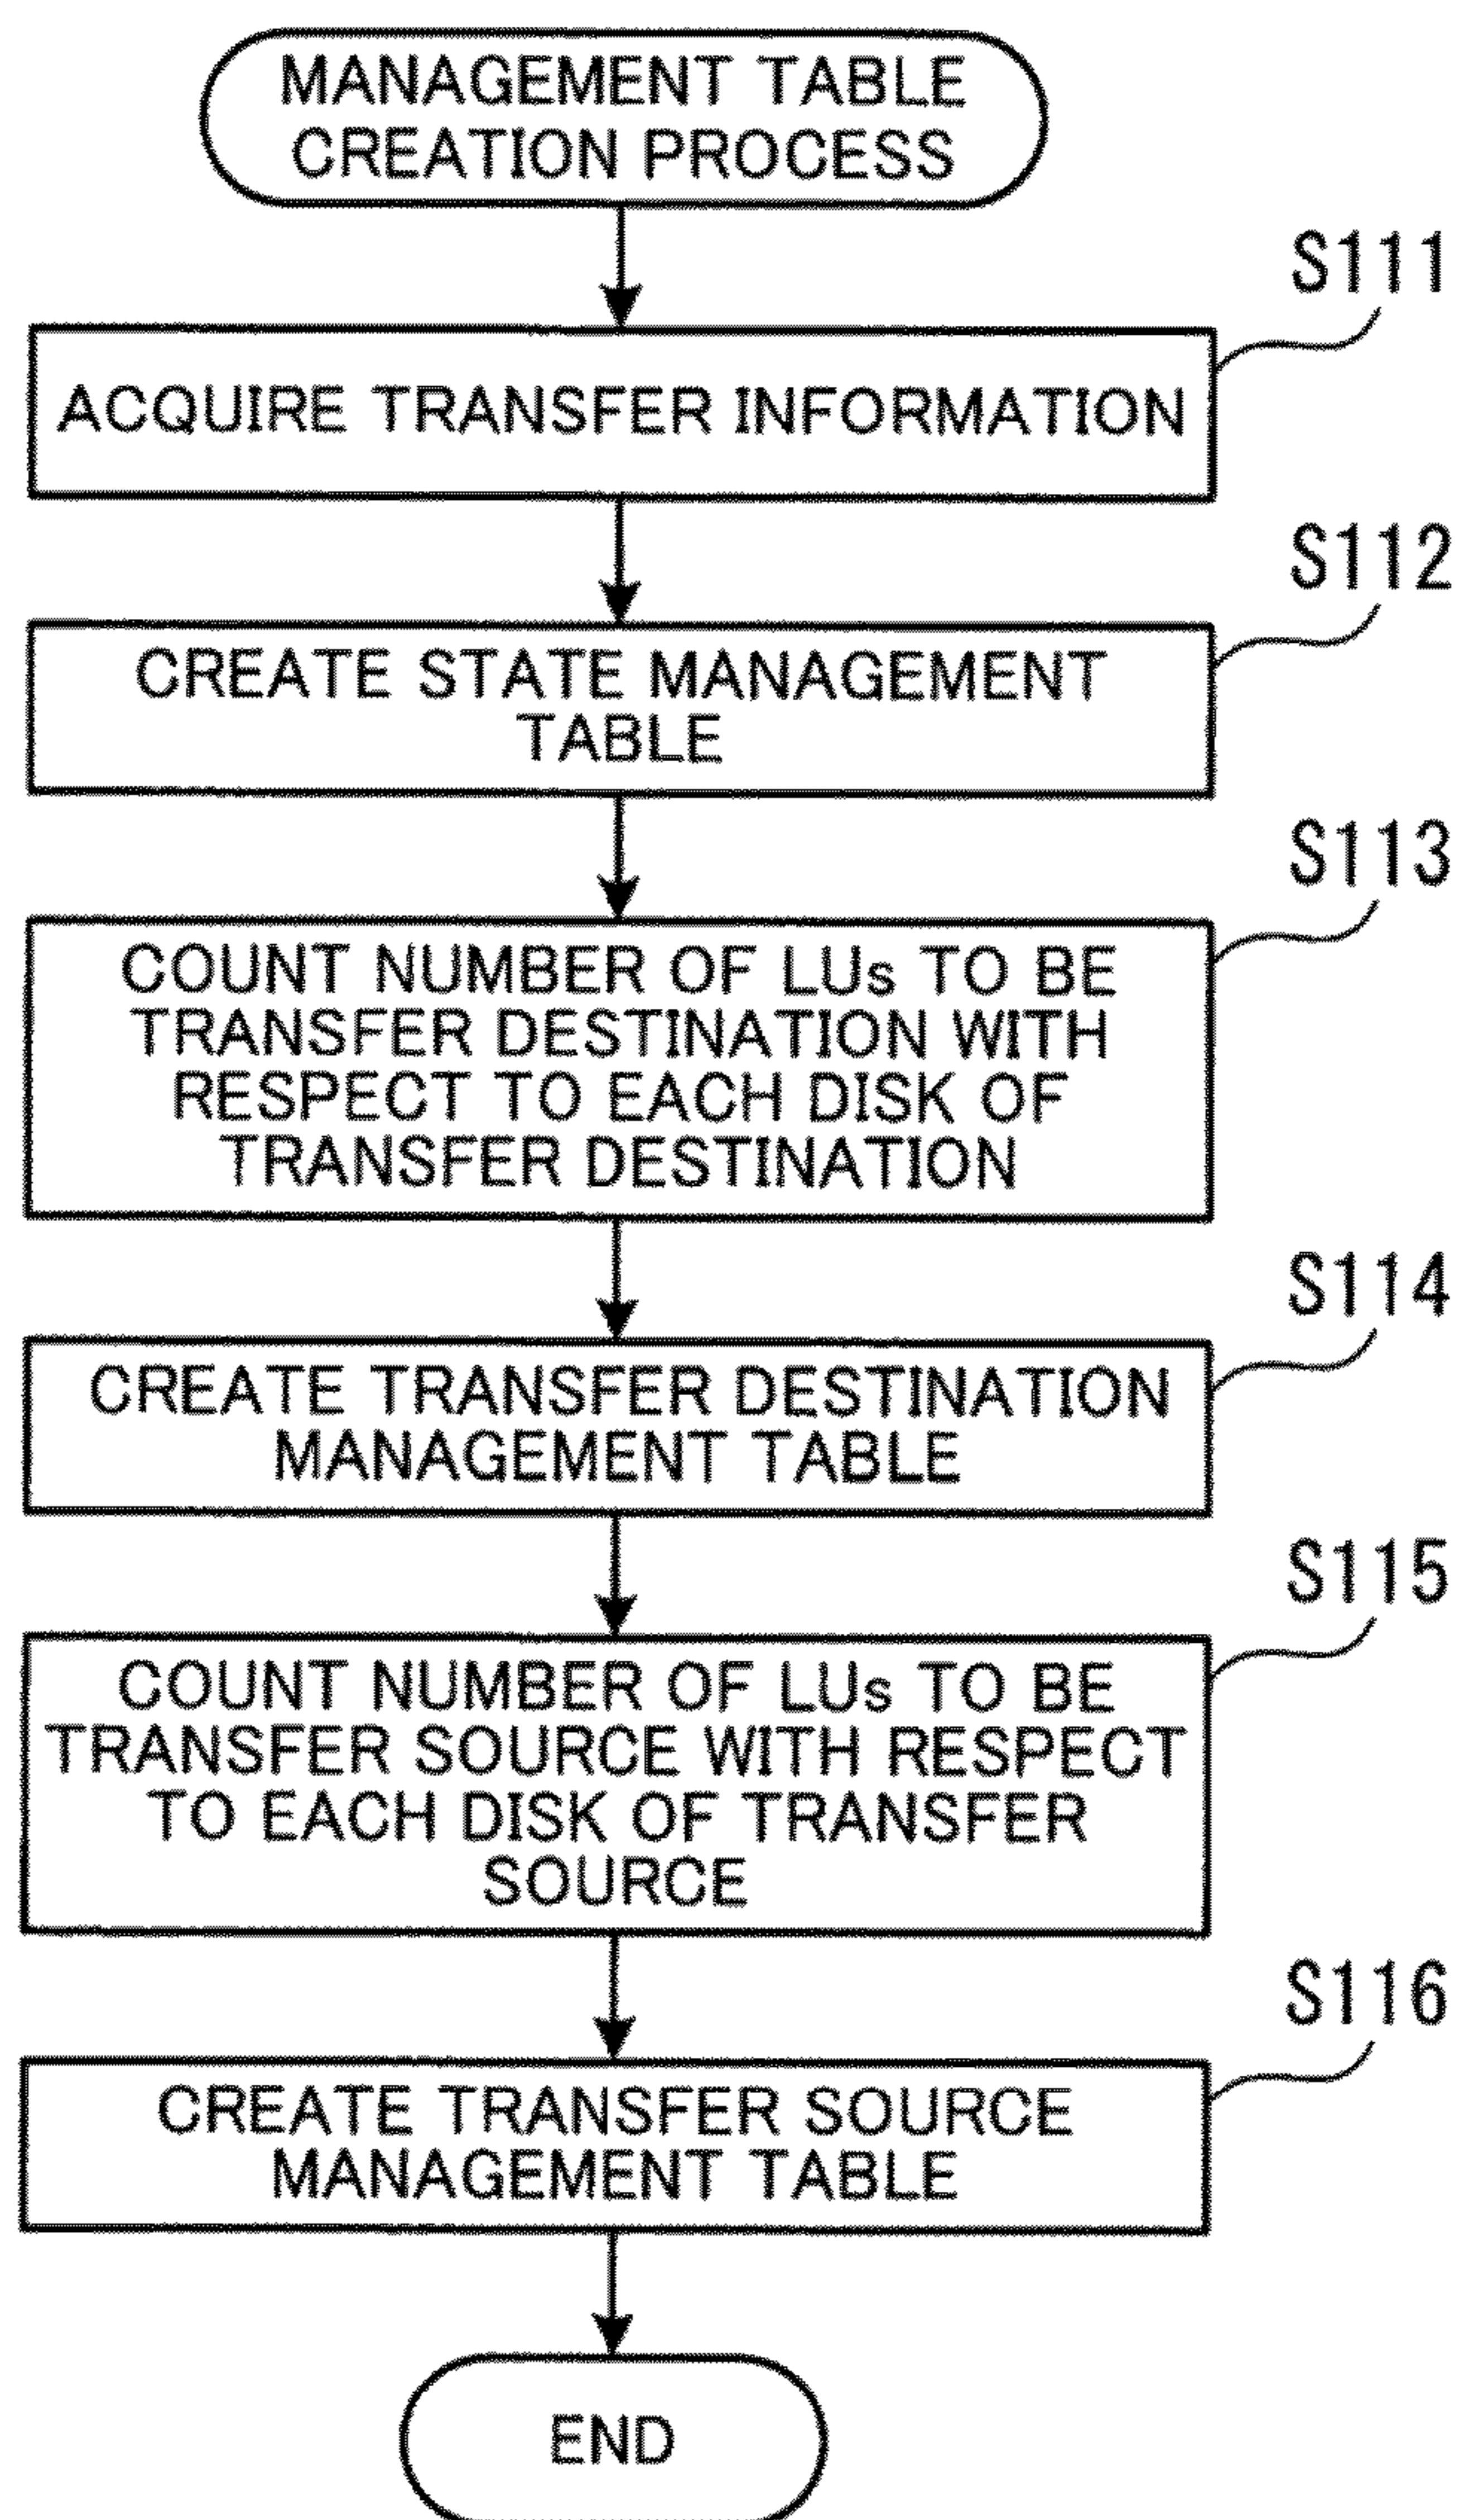 MANAGEMENT TABLE
CREATION PROCESS
S111
ACQUIRE TRANSFER INFORMATION
S112
CREATE STATE MANAGEMENT
TABLE
S113
COUNT NUMBER OF LUs TO BE
TRANSFER DESTINATION WITH
RESPECT TO EACH DISK OF
TRANSFER DESTINATION
S114
CREATE TRANSFER DESTINATION
MANAGEMENT TABLE
S115
COUNT NUMBER OF LUs TO BE
TRANSFER SOURCE WITH RESPECT
TO EACH DISK OF TRANSFER
SOURCE
S116
CREATE TRANSFER SOURCE
MANAGEMENT TABLE
END